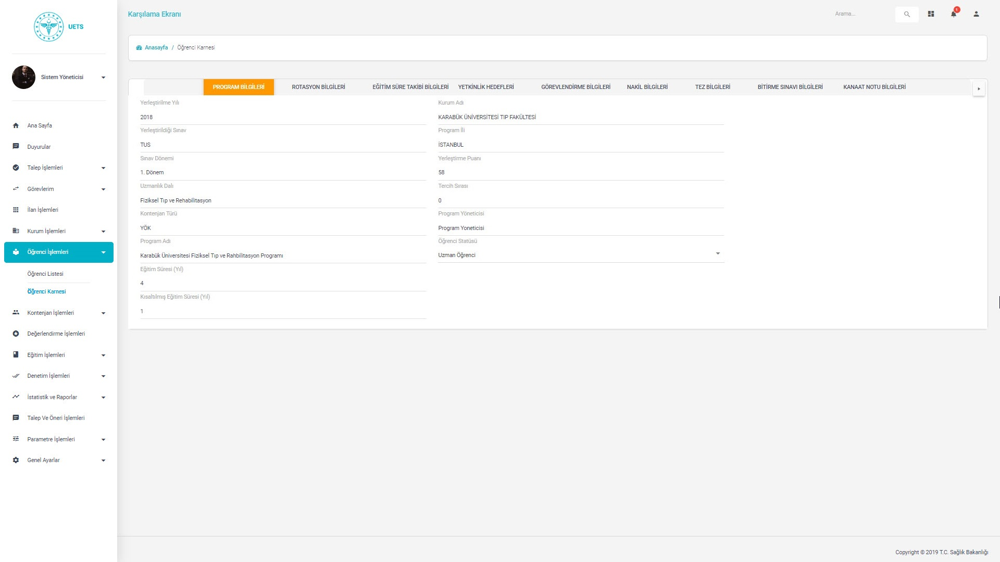 UETS
Karşılama Ekranı
Arama...
1
Anasayfa / Öğrenci Karnesi
Sistem Yöneticisi
Ana Sayfa
Duyurular
Talep İşlemleri
Görevlerim
İlan İşlemleri
Kurum İşlemleri
Öğrenci İşlemleri
Öğrenci Listesi
Öğrenci Karnesi
Kontenjan İşlemleri
Değerlendirme İşlemleri
Eğitim İşlemleri
Denetim İşlemleri
İstatistik ve Raporlar
Talep Ve Öneri İşlemleri
Parametre İşlemleri
Genel Ayarlar
PROGRAM BİLGİLERİ ROTASYON BİLGİLERİ EĞİTİM SÜRE TAKİBİ BİLGİLERİ YETKİNLİK HEDEFLERİ GÖREVLENDİRME BİLGİLERİ NAKİL BİLGİLERİ TEZ BİLGİLERİ BİTİRME SINAVI BİLGİLERİ KANAAT NOTU BİLGİLERİ
Yerleştirilme Yılı
2018
Yerleştirildiği Sınav
TUS
Sınav Dönemi
1. Dönem
Uzmanlık Dalı
Fiziksel Tıp ve Rehabilitasyon
Kontenjan Türü
YÖK
Program Adı
Karabük Üniversitesi Fiziksel Tıp ve Rahbilitasyon Programı
Eğitim Süresi (Yıl)
4
Kısaltılmış Eğitim Süresi (Yıl)
1
Kurum Adı
KARABÜK ÜNİVERSİTESİ TIP FAKÜLTESİ
Program İli
İSTANBUL
Yerleştirme Puanı
58
Tercih Sırası
0
Program Yöneticisi
Program Yoneticisi
Öğrenci Statüsü
Uzman Öğrenci
Copyright © 2019 T.C. Sağlık Bakanlığı